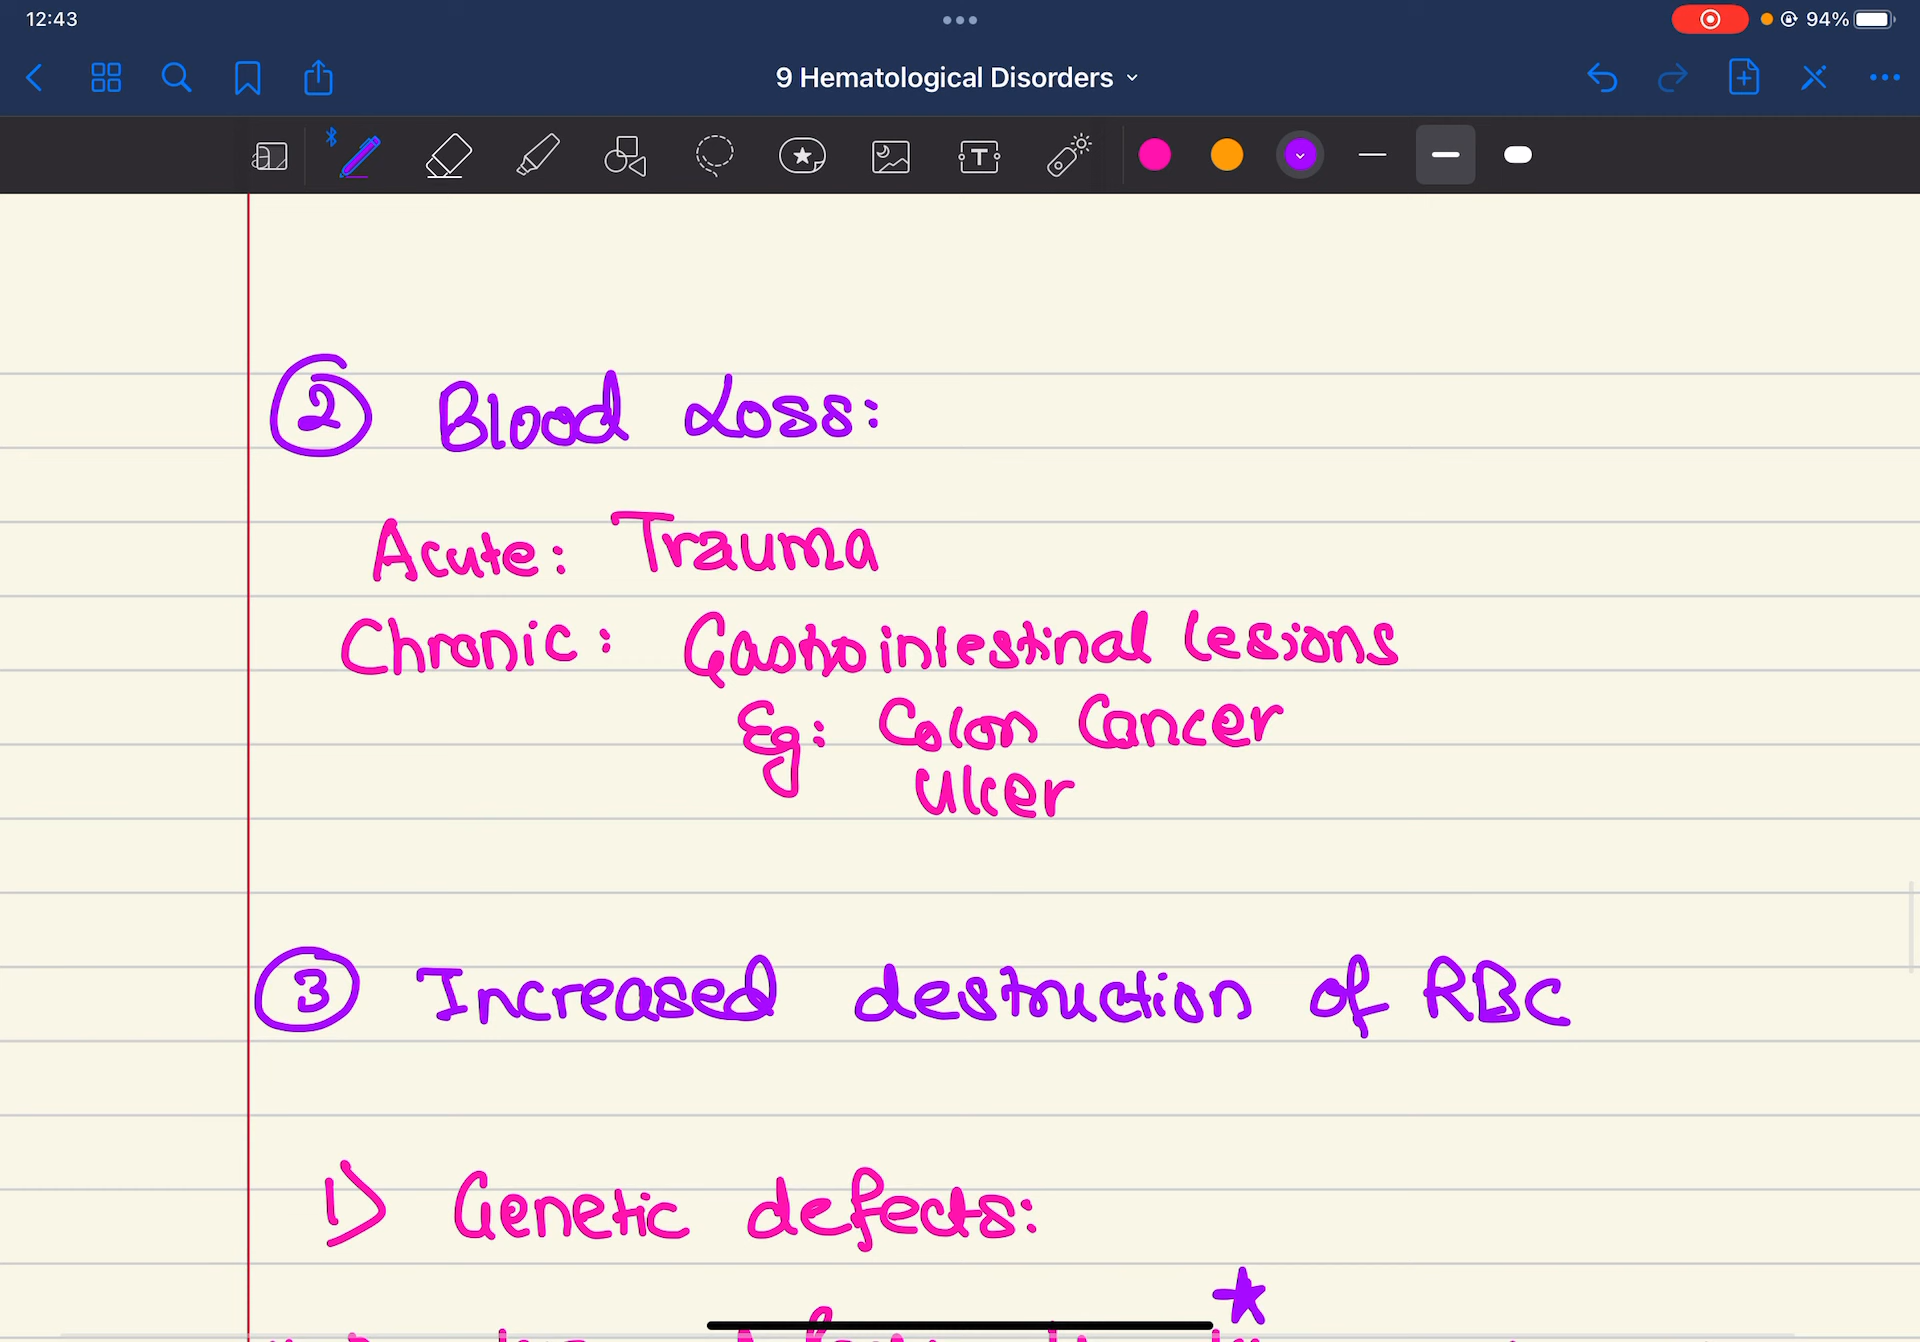 12:43
94%
9 Hematological Disorders
T
2 Blood Loss:
Acute: Trauma
Chronic: Gastrointestinal lesions
Eg: Colon Cancer
Ulcer
3 Increased destruction of RBC
1) Genetic defects: